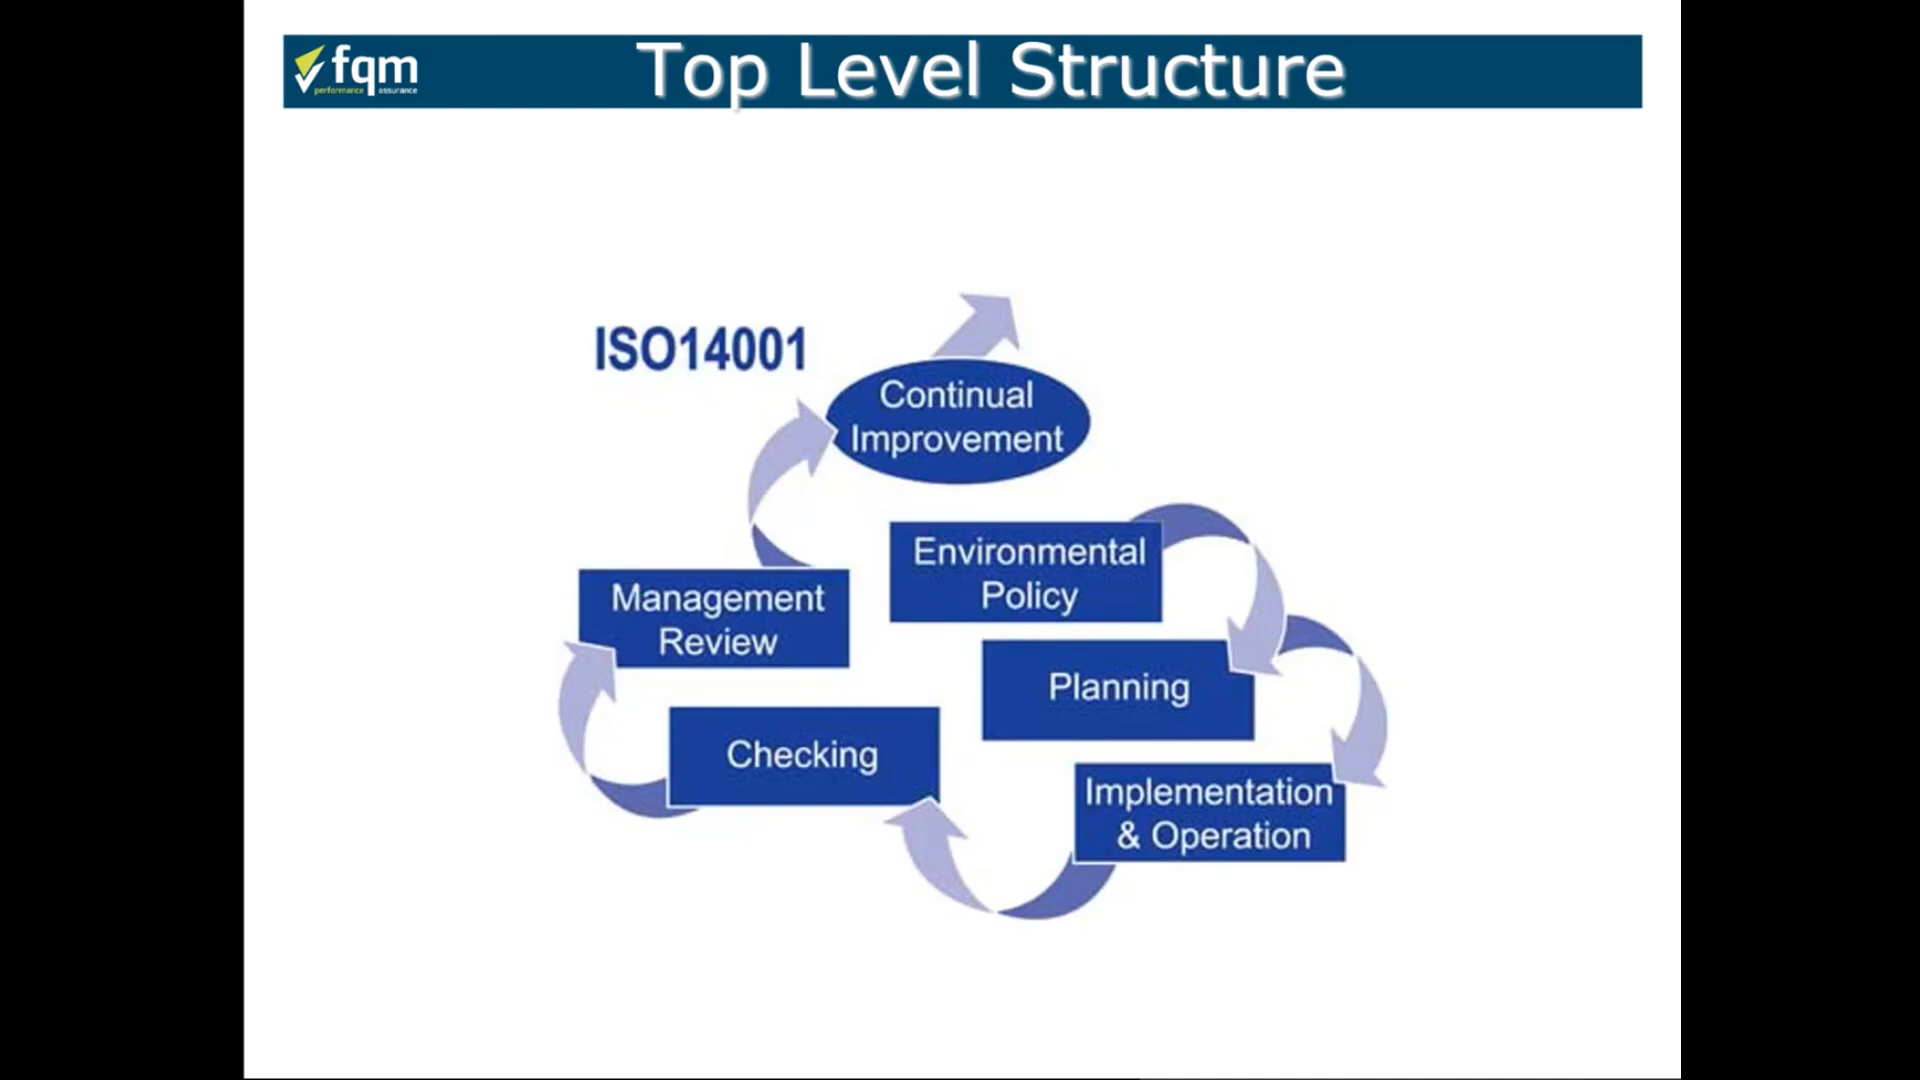 fqm
performance assurance
Top Level Structure
ISO14001
Continual
Improvement
Environmental
Policy
Management
Review
Planning
Checking
Implementation
& Operation